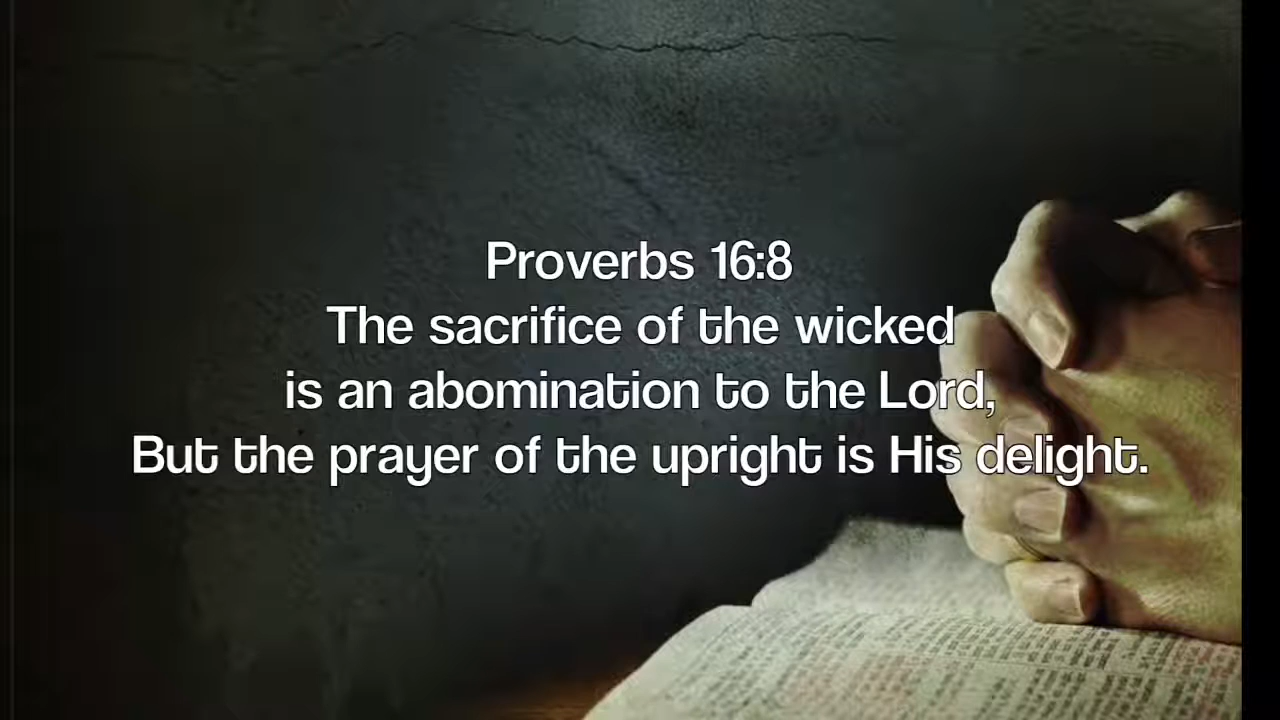 Proverbs 16:8
The sacrifice of the wicked
is an abomination to the Lord,
But the prayer of the upright is His delight.